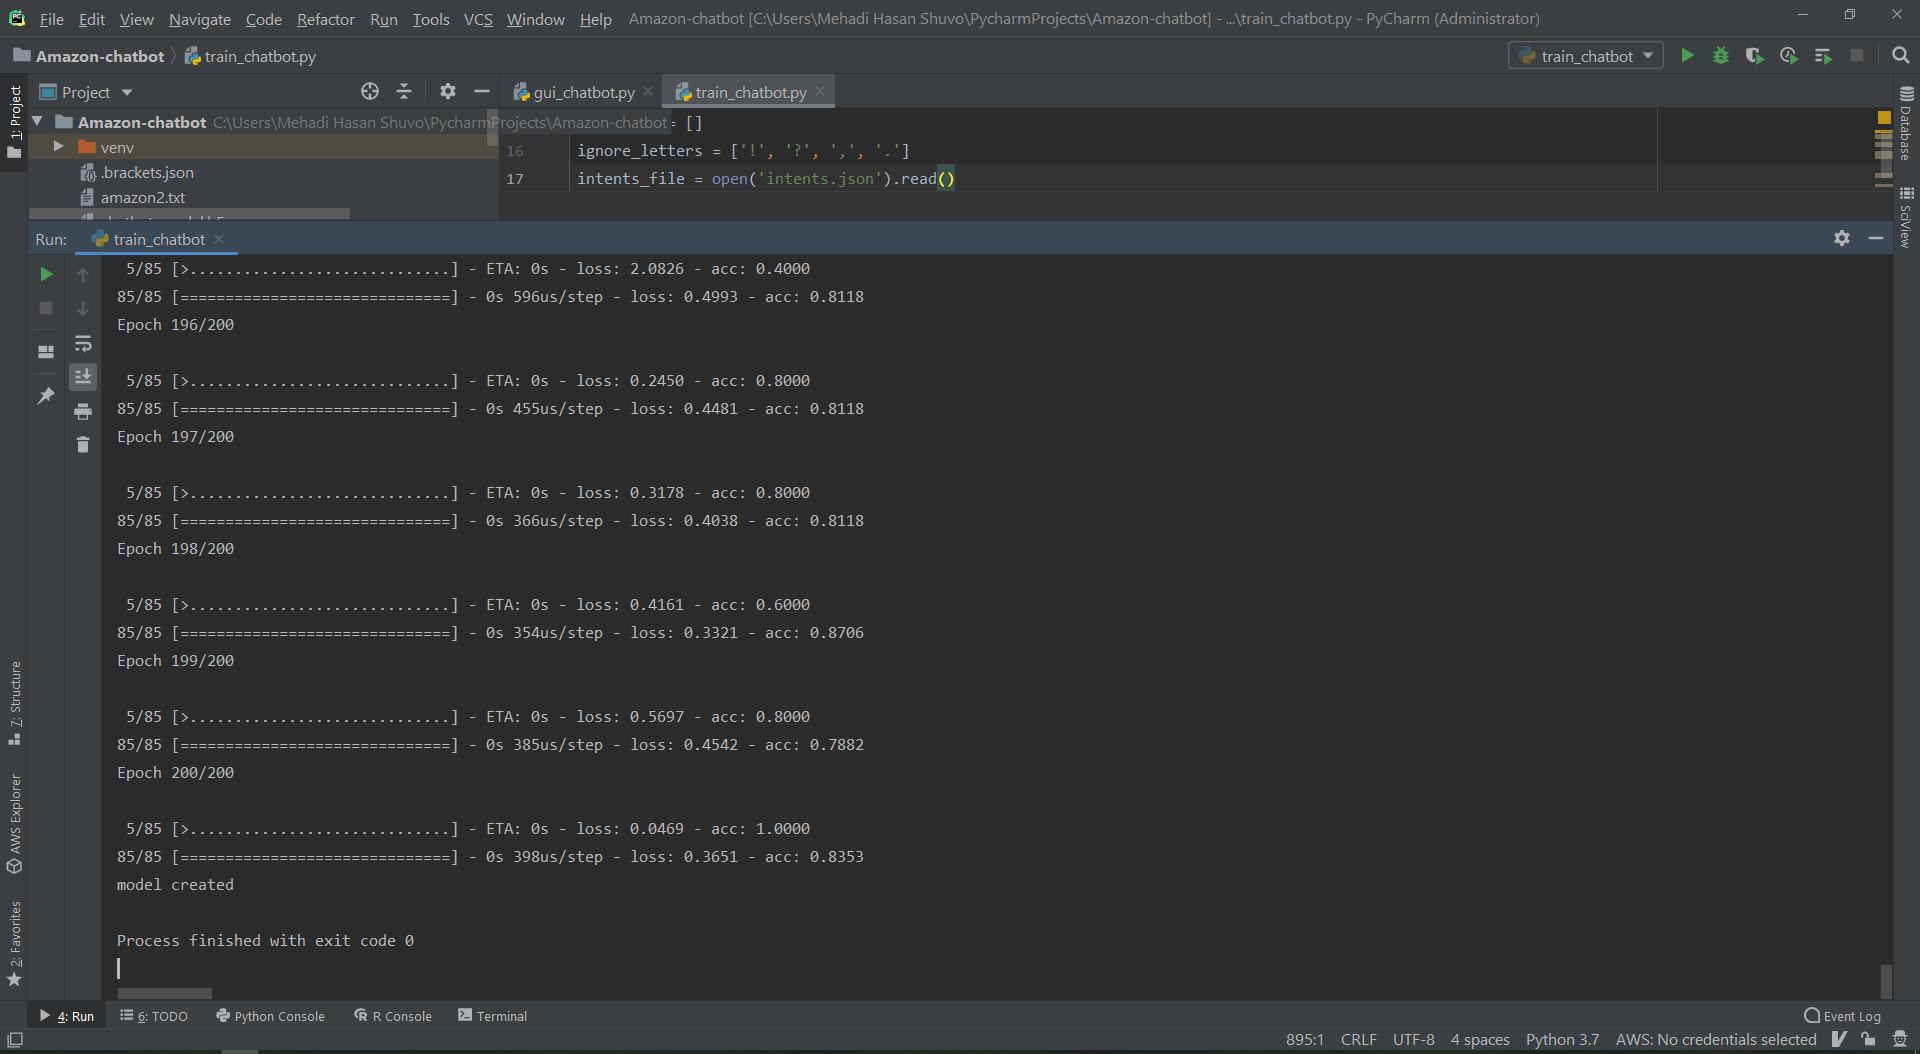 File Edit View Navigate Code Refactor Run Tools VCS Window Help Amazon-chatbot [C:\Users\Mehadi Hasan Shuvo\PycharmProjects\Amazon-chatbot] - ...\train_chatbot.py - PyCharm (Administrator)
Amazon-chatbot train_chatbot.py train_chatbot
Project gui_chatbot.py train_chatbot.py
Amazon-chatbot C:\Users\Mehadi Hasan Shuvo\PycharmProjects\Amazon-chatbot = []
venv
16 ignore_letters = ['!', '?', ',', '.']
.brackets.json
17 intents_file = open('intents.json').read()
amazon2.txt
Run: train_chatbot
5/85 [>.............................] - ETA: 0s - loss: 2.0826 - acc: 0.4000
85/85 [==============================] - 0s 596us/step - loss: 0.4993 - acc: 0.8118
Epoch 196/200
5/85 [>.............................] - ETA: 0s - loss: 0.2450 - acc: 0.8000
85/85 [==============================] - 0s 455us/step - loss: 0.4481 - acc: 0.8118
Epoch 197/200
5/85 [>.............................] - ETA: 0s - loss: 0.3178 - acc: 0.8000
85/85 [==============================] - 0s 366us/step - loss: 0.4038 - acc: 0.8118
Epoch 198/200
5/85 [>.............................] - ETA: 0s - loss: 0.4161 - acc: 0.6000
85/85 [==============================] - 0s 354us/step - loss: 0.3321 - acc: 0.8706
Epoch 199/200
5/85 [>.............................] - ETA: 0s - loss: 0.5697 - acc: 0.8000
85/85 [==============================] - 0s 385us/step - loss: 0.4542 - acc: 0.7882
Epoch 200/200
5/85 [>.............................] - ETA: 0s - loss: 0.0469 - acc: 1.0000
85/85 [==============================] - 0s 398us/step - loss: 0.3651 - acc: 0.8353
model created
Process finished with exit code 0
1: Project
7: Structure
AWS Explorer
2: Favorites
Database
SciView
4: Run 6: TODO Python Console R Console Terminal Event Log
895:1 CRLF UTF-8 4 spaces Python 3.7 AWS: No credentials selected